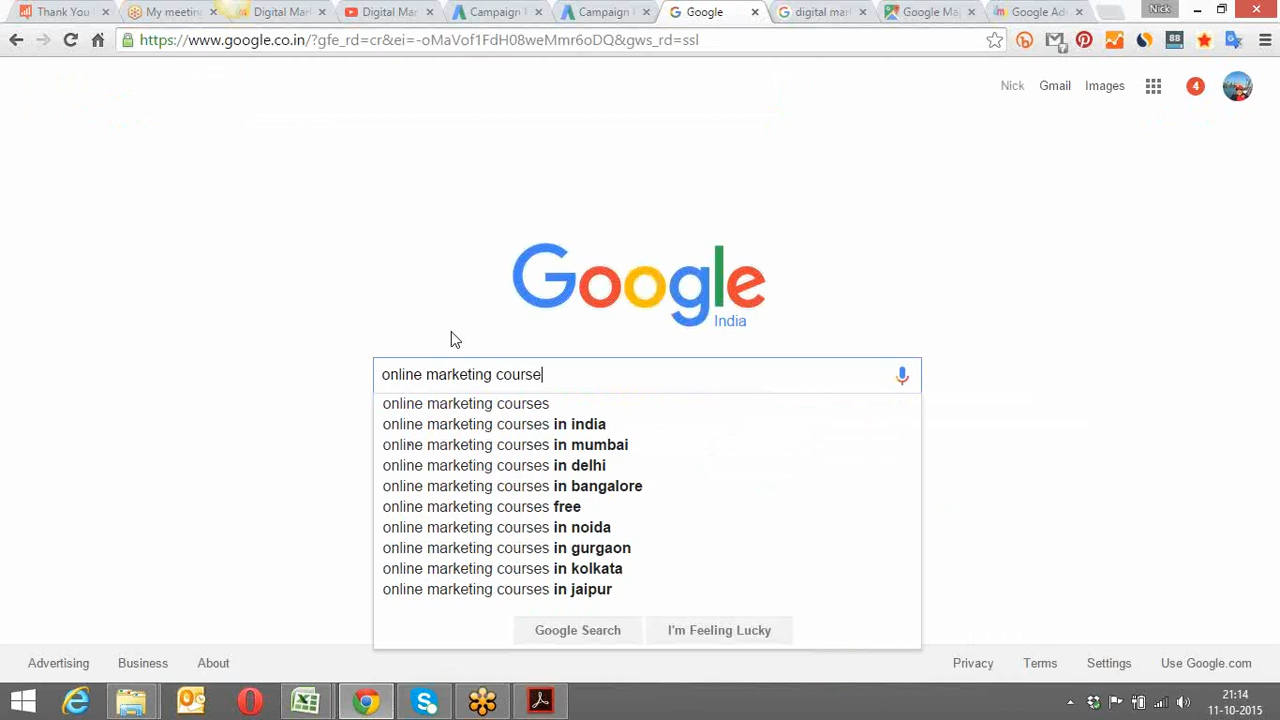 Thank You
My meetin
Digital Mar
Digital Mar
Campaign
Campaign
Google
digital mar
Google Ma
Google Ad
Nick
https://www.google.co.in/?gfe_rd=cr&ei=-oMaVof1FdH08weMmr6oDQ&gws_rd=ssl
Nick Gmail Images 4
Google
India
online marketing course
online marketing courses
online marketing courses in india
online marketing courses in mumbai
online marketing courses in delhi
online marketing courses in bangalore
online marketing courses free
online marketing courses in noida
online marketing courses in gurgaon
online marketing courses in kolkata
online marketing courses in jaipur
Google Search I'm Feeling Lucky
Advertising Business About Privacy Terms Settings Use Google.com
21:14
11-10-2015